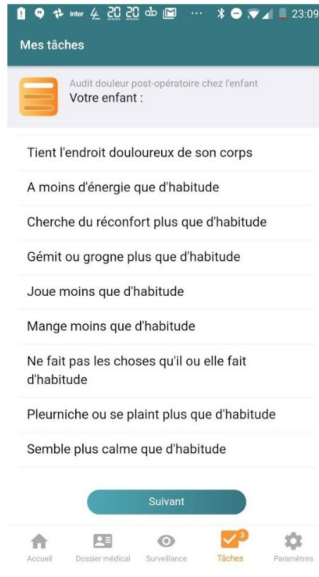 inter 20 20 23:09
Mes tâches
Audit douleur post-opératoire chez l'enfant
Votre enfant :
Tient l'endroit douloureux de son corps
A moins d'énergie que d'habitude
Cherche du réconfort plus que d'habitude
Gémit ou grogne plus que d'habitude
Joue moins que d'habitude
Mange moins que d'habitude
Ne fait pas les choses qu'il ou elle fait
d'habitude
Pleurniche ou se plaint plus que d'habitude
Semble plus calme que d'habitude
Suivant
3
Accueil Dossier médical Surveillance Tâches Paramètres